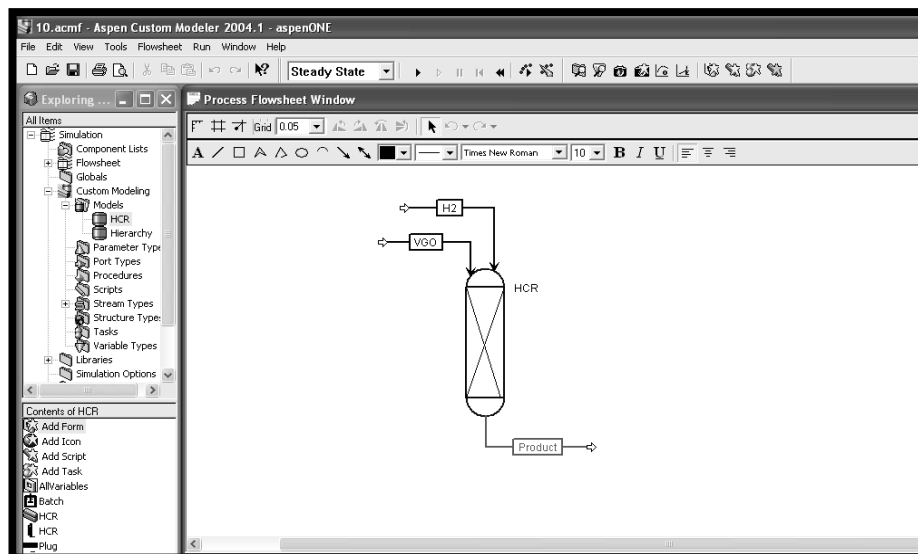 10.acmf - Aspen Custom Modeler 2004.1 - aspenONE
File Edit View Tools Flowsheet Run Window Help
Steady State
Exploring ...
All Items
Simulation
Component Lists
Flowsheet
Globals
Custom Modeling
Models
HCR
Hierarchy
Parameter Type
Port Types
Procedures
Scripts
Stream Types
Structure Type:
Tasks
Variable Types
Libraries
Simulation Options
Contents of HCR
Add Form
Add Icon
Add Script
Add Task
AllVariables
Batch
HCR
HCR
Plug
Process Flowsheet Window
Grid 0.05
A Times New Roman 10 B I U
H2
VGO
HCR
Product